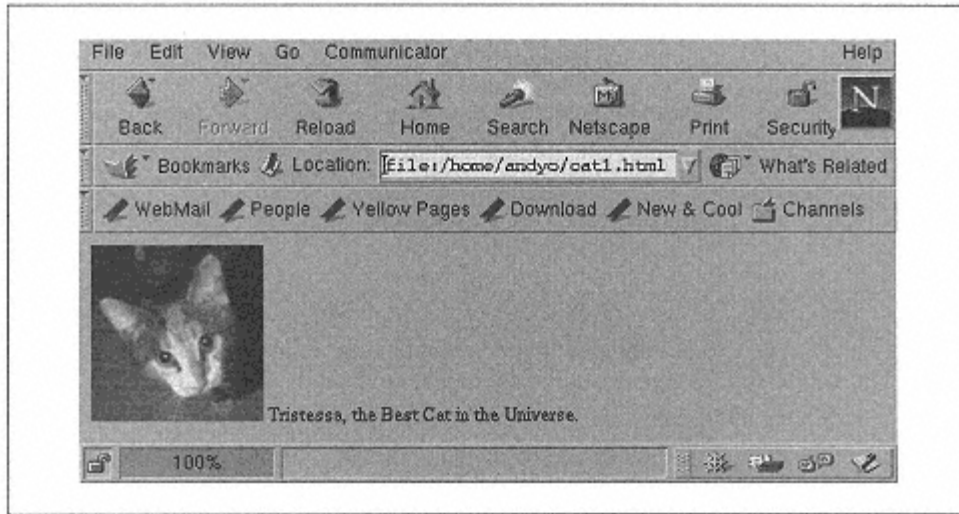 File Edit View Go Communicator Help
N
Back Forward Reload Home Search Netscape Print Security
Bookmarks Location: file:/home/andyo/cat1.html What's Related
WebMail People Yellow Pages Download New & Cool Channels
Tristessa, the Best Cat in the Universe.
100%